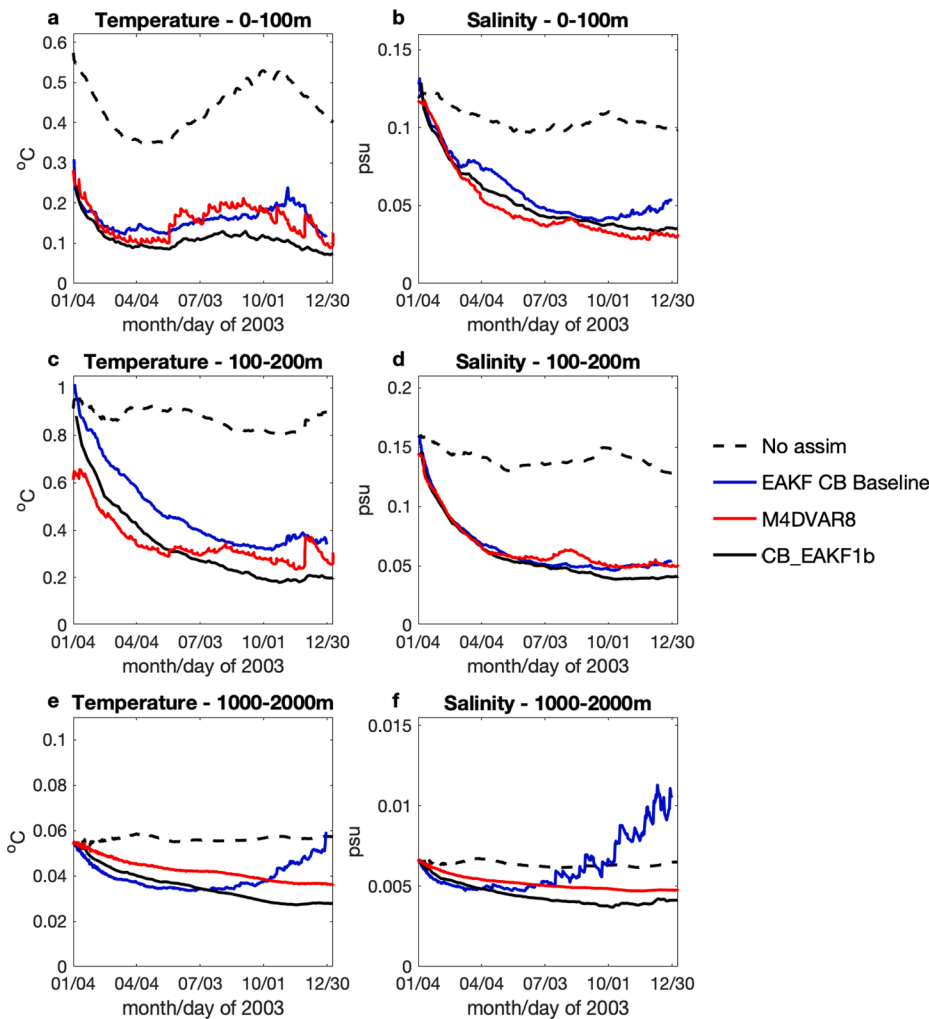 a Temperature - 0-100m
0.6
0.5
0.4
0.3
0.2
0.1
0
°C
01/04 04/04 07/03 10/01 12/30
month/day of 2003
b Salinity - 0-100m
0.15
0.1
0.05
0
psu
01/04 04/04 07/03 10/01 12/30
month/day of 2003
c Temperature - 100-200m
1
0.8
0.6
0.4
0.2
0
°C
01/04 04/04 07/03 10/01 12/30
month/day of 2003
d Salinity - 100-200m
0.2
0.15
0.1
0.05
0
psu
01/04 04/04 07/03 10/01 12/30
month/day of 2003
No assim
EAKF CB Baseline
M4DVAR8
CB_EAKF1b
e Temperature - 1000-2000m
0.1
0.08
0.06
0.04
0.02
0
°C
01/04 04/04 07/03 10/01 12/30
month/day of 2003
f Salinity - 1000-2000m
0.015
0.01
0.005
0
psu
01/04 04/04 07/03 10/01 12/30
month/day of 2003